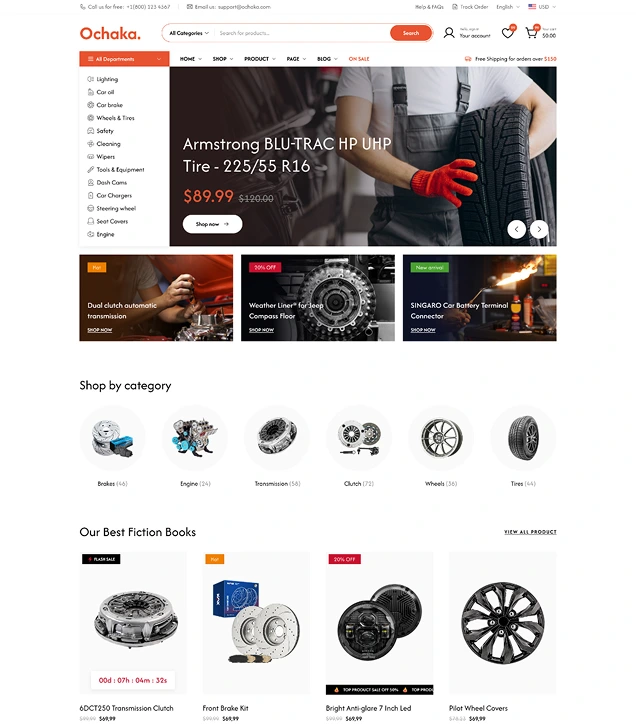 Call us for free: +1(800) 123 4567 Email us: support@ochaka.com Help & FAQs Track Order English USD
Ochaka. All Categories Search for products... Search Your account $0.00
All Departments HOME SHOP PRODUCT PAGE BLOG ON SALE Free Shipping for orders over $150
Lighting
Car oil
Car brake
Wheels & Tires
Safety
Cleaning
Wipers
Tools & Equipment
Dash Cams
Car Chargers
Steering wheel
Seat Covers
Engine
Armstrong BLU-TRAC HP UHP
Tire - 225/55 R16
$89.99 $120.00
Shop now
Hot
Dual clutch automatic
transmission
SHOP NOW
20% OFF
Weather Liner® for Jeep
Compass Floor
SHOP NOW
New arrival
SINGARO Car Battery Terminal
Connector
SHOP NOW
Shop by category
Brakes (46) Engine (24) Transmission (58) Clutch (72) Wheels (36) Tires (44)
Our Best Fiction Books VIEW ALL PRODUCT
FLASH SALE
00d : 07h : 04m : 32s
6DCT250 Transmission Clutch
$99,99 $69,99
Hot
Front Brake Kit
$99,99 $69,99
20% OFF
TOP PRODUCT SALE OFF 50% TOP PRODU
Bright Anti-glare 7 Inch Led
$99,99 $69,99
Pilot Wheel Covers
$69,99